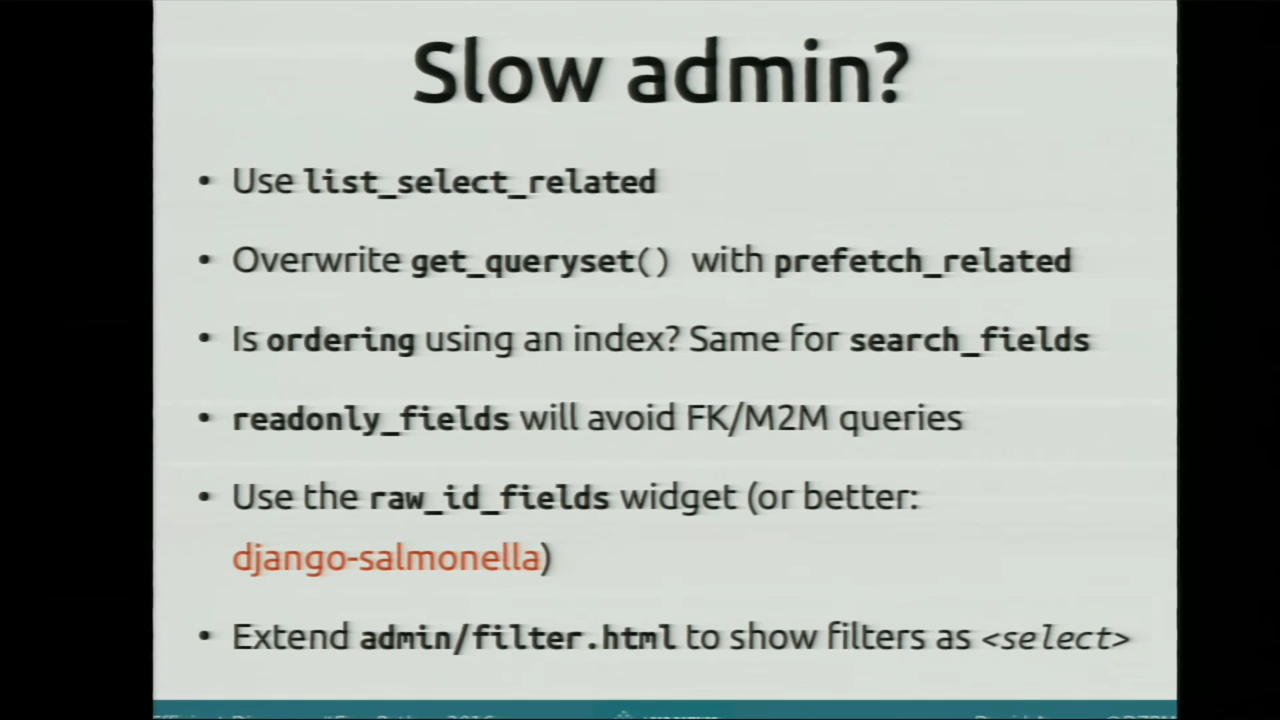 Slow admin?
• Use list_select_related
• Overwrite get_queryset() with prefetch_related
• Is ordering using an index? Same for search_fields
• readonly_fields will avoid FK/M2M queries
• Use the raw_id_fields widget (or better:
django-salmonella)
• Extend admin/filter.html to show filters as <select>